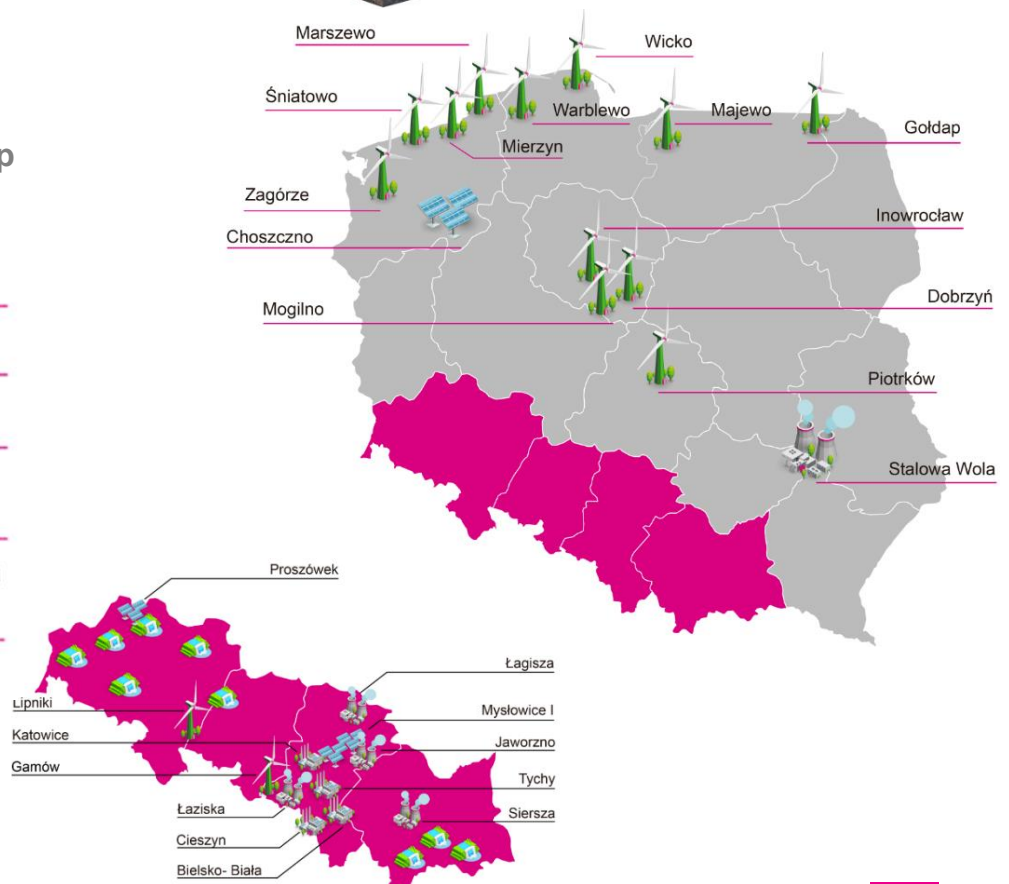 Marszewo
Wicko
Śniatowo
Warblewo
Majewo
Gołdap
Mierzyn
p
Zagórze
Inowrocław
Choszczno
Dobrzyń
Mogilno
Piotrków
Stalowa Wola
Proszówek
Łagisza
Lipniki
Mysłowice I
Katowice
Jaworzno
Gamów
Tychy
Łaziska
Siersza
Cieszyn
Bielsko- Biała